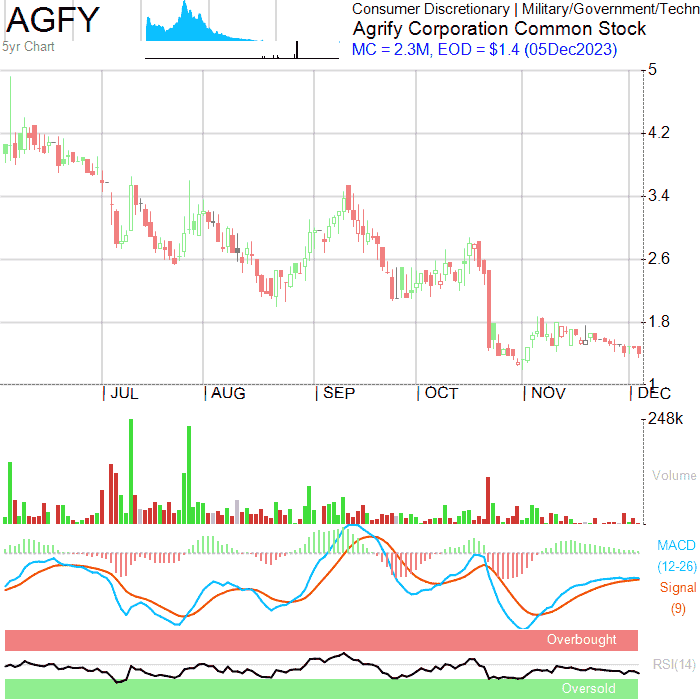 AGFY
5yr Chart
Consumer Discretionary | Military/Government/Techn
Agrify Corporation Common Stock
MC = 2.3M, EOD = $1.4 (05Dec2023)
5
4.2
3.4
2.6
1.8
1
JUL
AUG
SEP
OCT
NOV
DEC
248k
Volume
MACD
(12-26)
Signal
(9)
Overbought
RSI(14)
Oversold